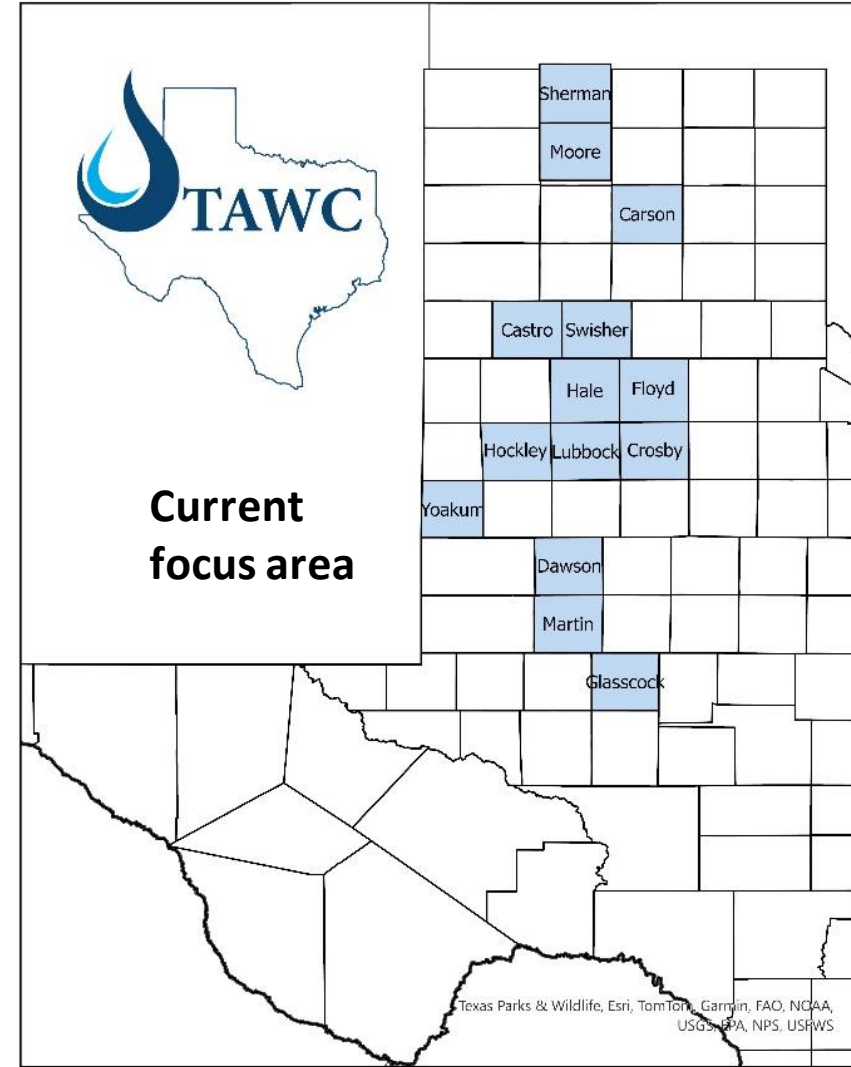 TAWC
Current
focus area
Sherman
Moore
Carson
Castro Swisher
Hale Floyd
Hockley Lubbock Crosby
Yoakum
Dawson
Martin
Glasscock
Texas Parks & Wildlife, Esri, TomTom, Garmin, FAO, NOAA,
USGS, EPA, NPS, USFWS